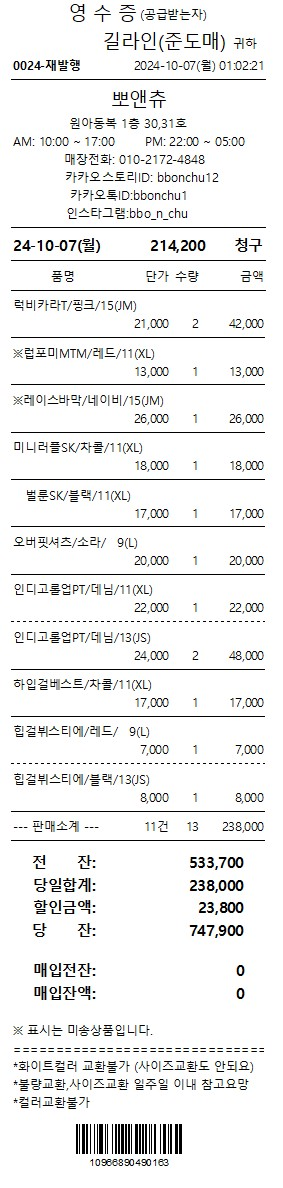 영 수 증 (공급받는자)
길라인(준도매) 귀하
0024-재발행 2024-10-07(월) 01:02:21
뽀앤츄
원아동복 1층 30,31호
AM: 10:00 ~ 17:00 PM: 22:00 ~ 05:00
매장전화: 010-2172-4848
카카오스토리ID: bbonchu12
카카오톡ID:bbonchu1
인스타그램:bbo_n_chu
24-10-07(월) 214,200 청구
품명 단가 수량 금액
럭비카라T/핑크/15(JM)
21,000 2 42,000
※럽포미MTM/레드/11(XL)
13,000 1 13,000
※레이스바막/네이비/15(JM)
26,000 1 26,000
미니러플SK/차콜/11(XL)
18,000 1 18,000
벌룬SK/블랙/11(XL)
17,000 1 17,000
오버핏셔츠/소라/ 9(L)
20,000 1 20,000
인디고롤업PT/데님/11(XL)
22,000 1 22,000
인디고롤업PT/데님/13(JS)
24,000 2 48,000
하입걸베스트/차콜/11(XL)
17,000 1 17,000
힙걸뷔스티에/레드/ 9(L)
7,000 1 7,000
힙걸뷔스티에/블랙/13(JS)
8,000 1 8,000
--- 판매소계 --- 11건 13 238,000
전 잔: 533,700
당일합계: 238,000
할인금액: 23,800
당 잔: 747,900
매입전잔: 0
매입잔액: 0
※ 표시는 미송상품입니다.
==============================
*화이트컬러 교환불가 (사이즈교환도 안되요)
*불량교환,사이즈교환 일주일 이내 참고요망
*컬러교환불가
10966890490163